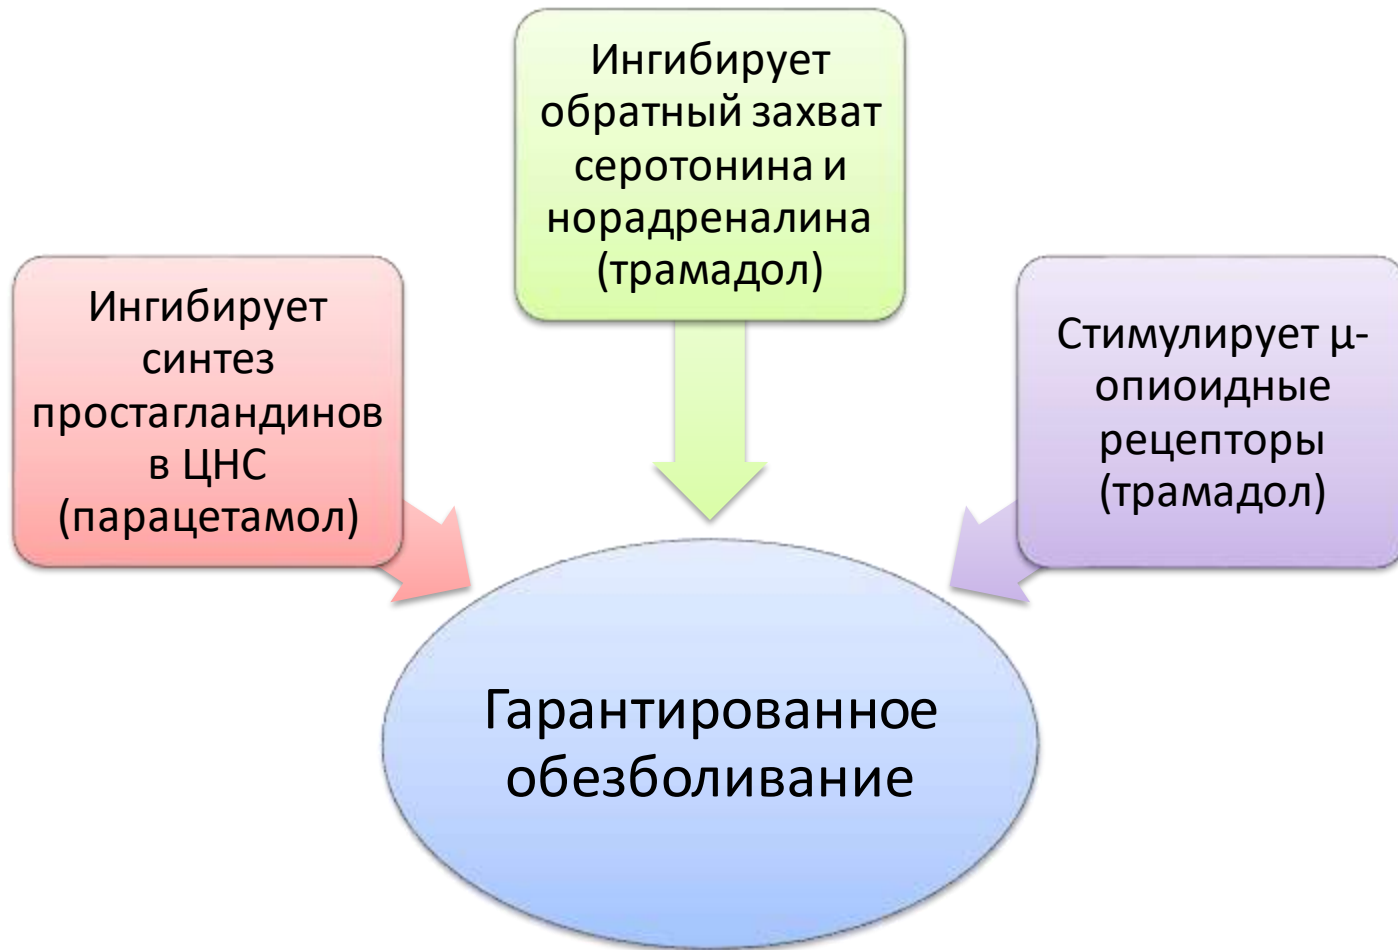 Ингибирует
обратный захват
серотонина и
норадреналина
(трамадол)
Ингибирует
синтез
простагландинов
в ЦНС
(парацетамол)
Стимулирует μ-
опиоидные
рецепторы
(трамадол)
Гарантированное
обезболивание